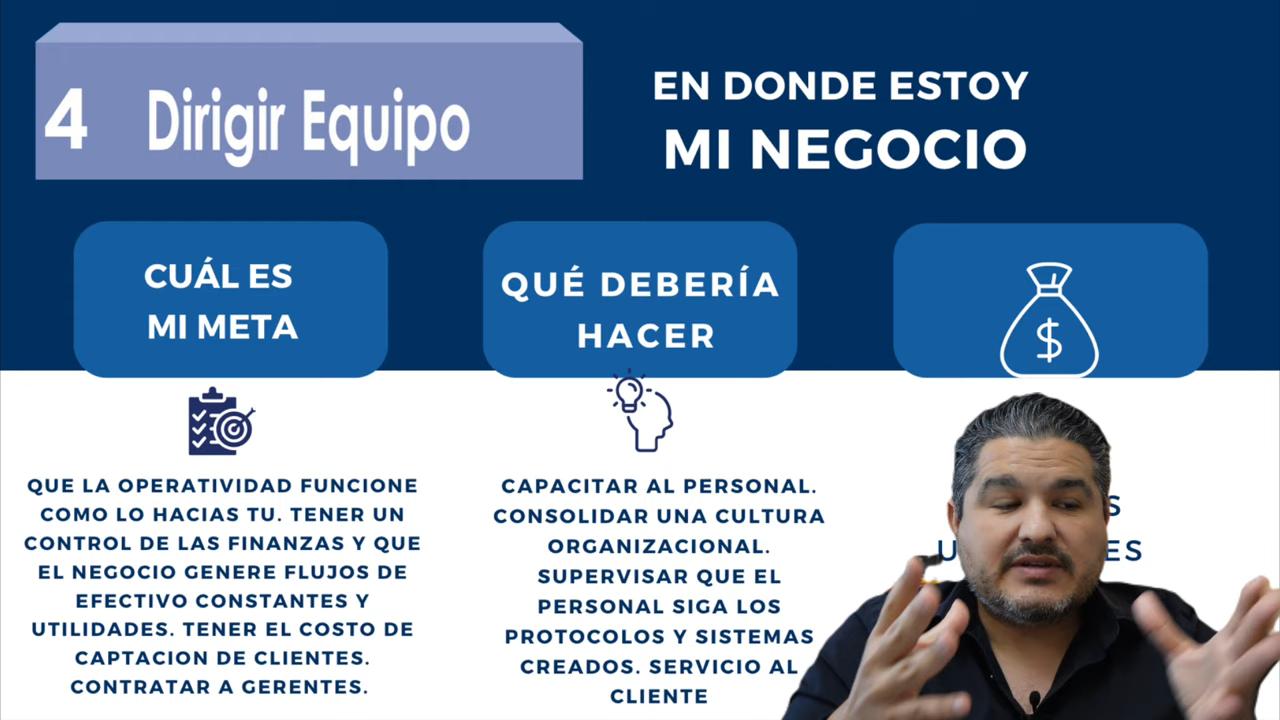 4 Dirigir Equipo
EN DONDE ESTOY
MI NEGOCIO
CUÁL ES
MI META
QUÉ DEBERÍA
HACER
$
QUE LA OPERATIVIDAD FUNCIONE
COMO LO HACIAS TU. TENER UN
CONTROL DE LAS FINANZAS Y QUE
EL NEGOCIO GENERE FLUJOS DE
EFECTIVO CONSTANTES Y
UTILIDADES. TENER EL COSTO DE
CAPTACION DE CLIENTES.
CONTRATAR A GERENTES.
CAPACITAR AL PERSONAL.
CONSOLIDAR UNA CULTURA
ORGANIZACIONAL.
SUPERVISAR QUE EL
PERSONAL SIGA LOS
PROTOCOLOS Y SISTEMAS
CREADOS. SERVICIO AL
CLIENTE